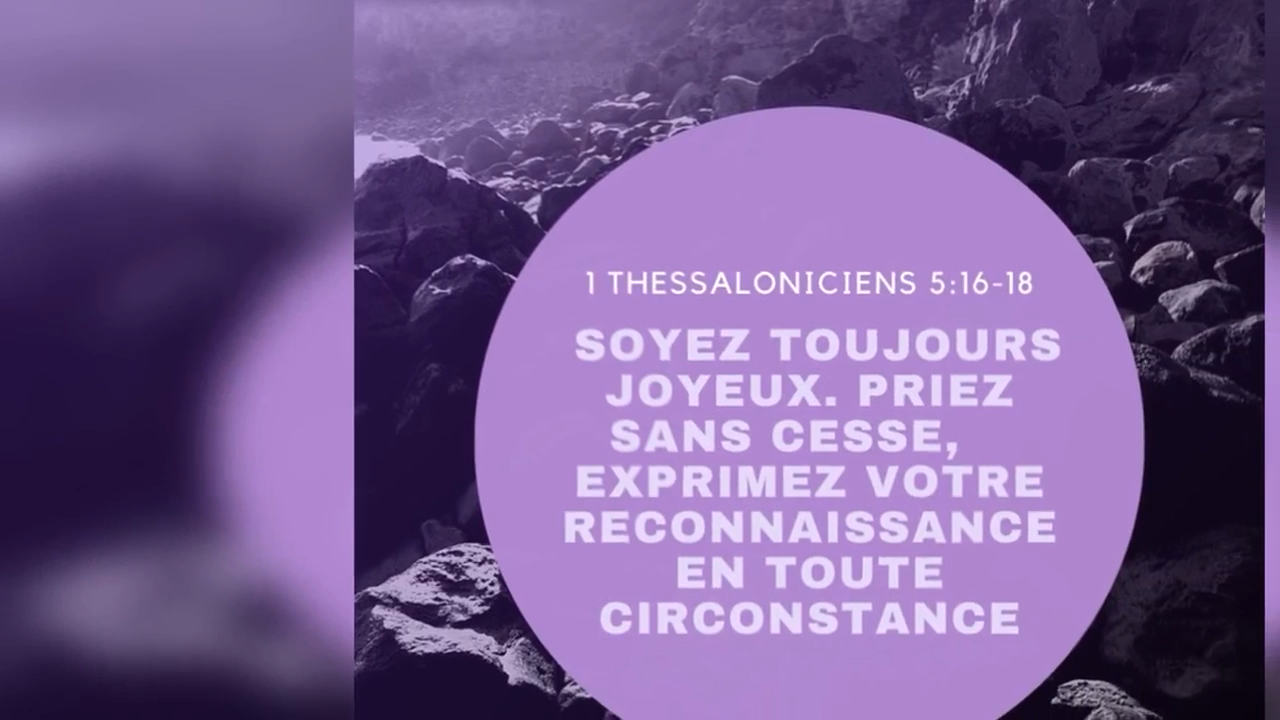 1 THESSALONICIENS 5:16-18
SOYEZ TOUJOURS
JOYEUX. PRIEZ
SANS CESSE,
EXPRIMEZ VOTRE
RECONNAISSANCE
EN TOUTE
CIRCONSTANCE